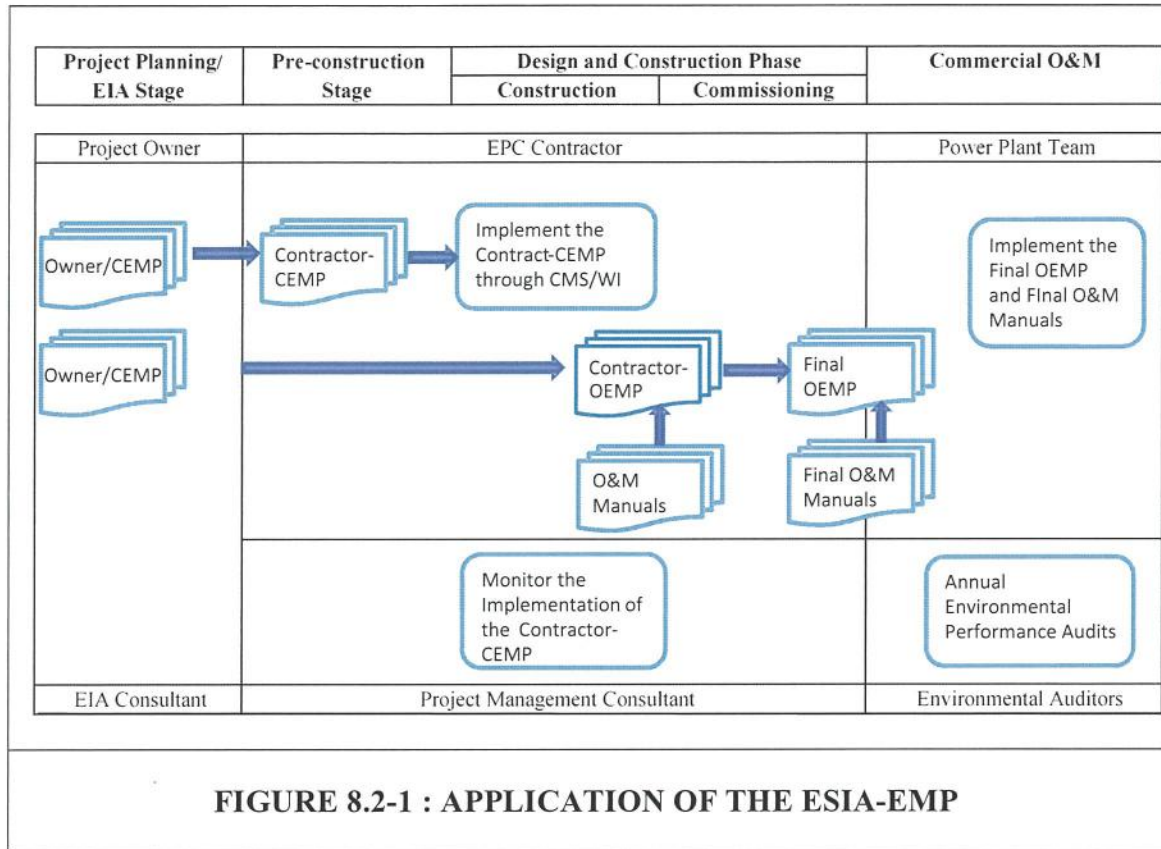 Project Planning/
EIA Stage
Pre-construction
Stage
Design and Construction Phase
Construction
Commissioning
Commercial O&M
Project Owner
EPC Contractor
Power Plant Team
Owner/CEMP
Contractor-
CEMP
Implement the
Contract-CEMP
through CMS/WI
Implement the
Final OEMP
and FInal O&M
Manuals
Owner/CEMP
Contractor-
OEMP
Final
OEMP
O&M
Manuals
Final O&M
Manuals
Monitor the
Implementation of
the Contractor-
CEMP
Annual
Environmental
Performance Audits
EIA Consultant
Project Management Consultant
Environmental Auditors
FIGURE 8.2-1 : APPLICATION OF THE ESIA-EMP